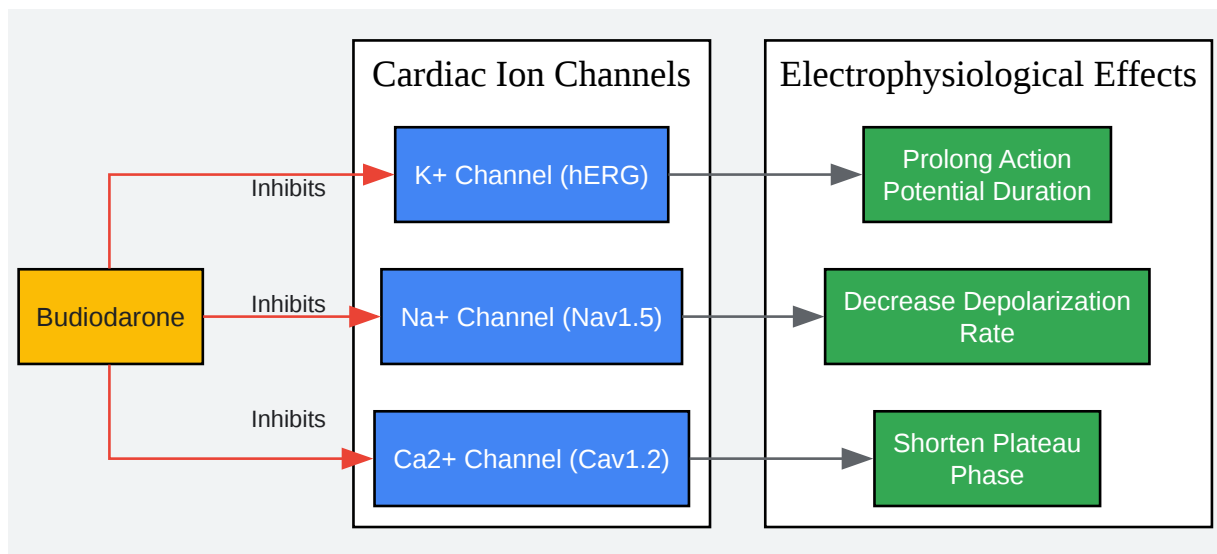 Cardiac Ion Channels
Electrophysiological Effects
Inhibits
K+ Channel (hERG)
Prolong Action
Potential Duration
Budiodarone
Inhibits
Na+ Channel (Nav1.5)
Decrease Depolarization
Rate
Inhibits
Ca2+ Channel (Cav1.2)
Shorten Plateau
Phase